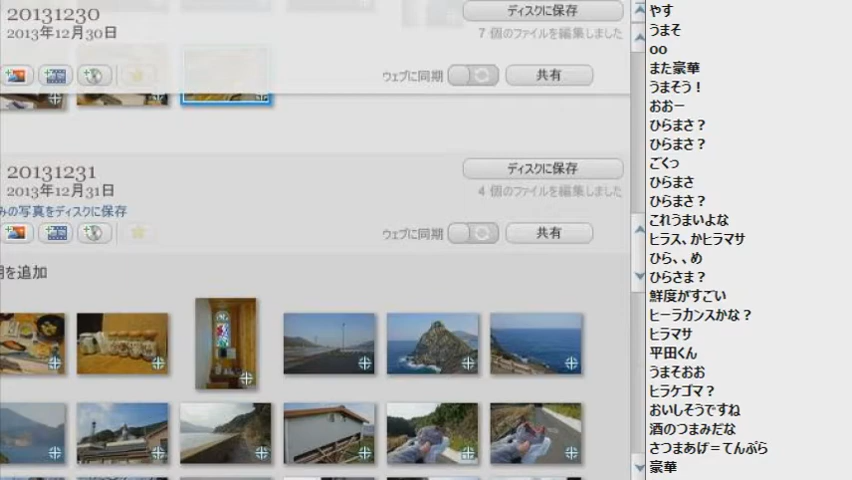 20131230
2013年12月30日
ディスクに保存
7 個のファイルを編集しました
ウェブに同期
共有
20131231
2013年12月31日
ディスクに保存
4 個のファイルを編集しました
みの写真をディスクに保存
ウェブに同期
共有
明を追加
やす
うまそ
oo
また豪華
うまそう！
おおー
ひらまさ？
ひらまさ？
ごくっ
ひらまさ
ひらまさ？
これうまいよな
ヒラス、かヒラマサ
ひら、、め
ひらさま？
鮮度がすごい
ヒーラカンスかな？
ヒラマサ
平田くん
うまそおお
ヒラケゴマ？
おいしそうですね
酒のつまみだな
さつまあげ＝てんぷら
豪華